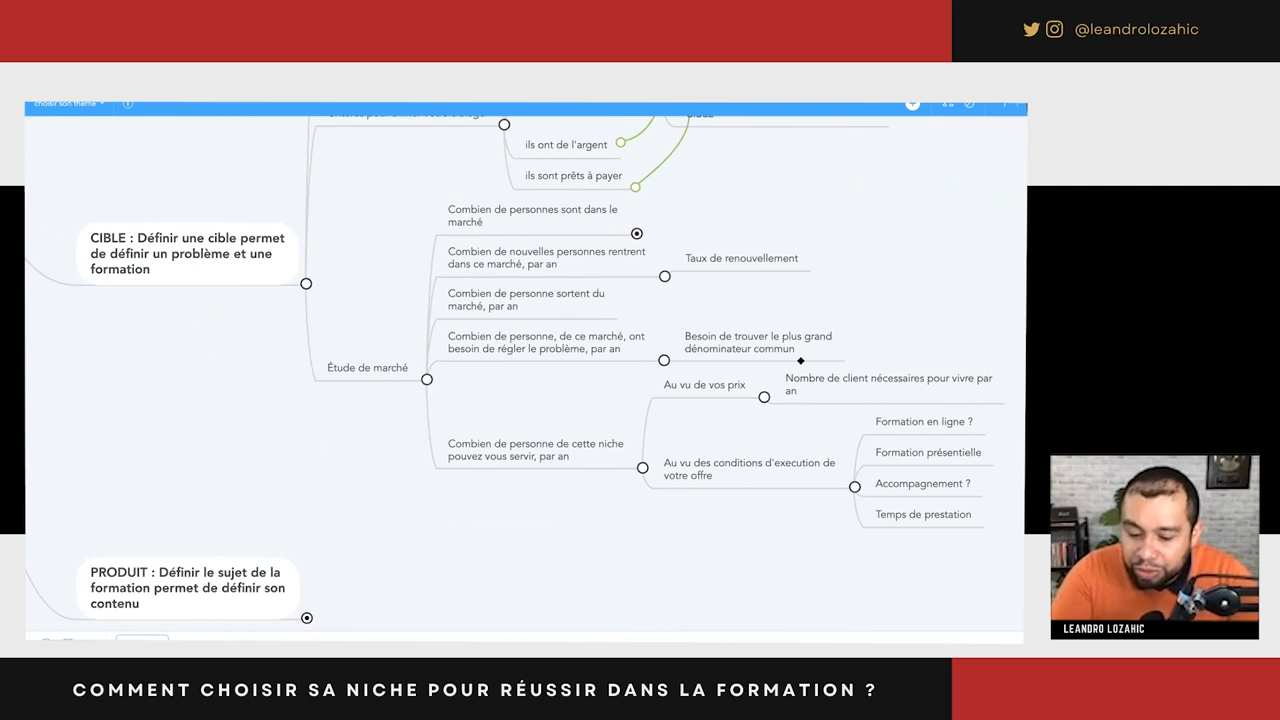 @leandrolozahic
choisir son thème
ils ont de l'argent
ils sont prêts à payer
Combien de personnes sont dans le
marché
CIBLE : Définir une cible permet
de définir un problème et une
formation
Combien de nouvelles personnes rentrent
dans ce marché, par an
Taux de renouvellement
Combien de personne sortent du
marché, par an
Combien de personne, de ce marché, ont
besoin de régler le problème, par an
Besoin de trouver le plus grand
dénominateur commun
Étude de marché
Au vu de vos prix
Nombre de client nécessaires pour vivre par
an
Combien de personne de cette niche
pouvez vous servir, par an
Au vu des conditions d'execution de
votre offre
Formation en ligne ?
Formation présentielle
Accompagnement ?
Temps de prestation
PRODUIT : Définir le sujet de la
formation permet de définir son
contenu
LEANDRO LOZAHIC
COMMENT CHOISIR SA NICHE POUR RÉUSSIR DANS LA FORMATION ?